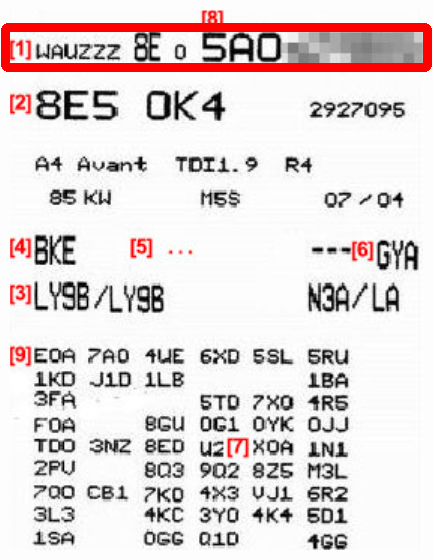 [8]
[1] WAUZZZ 8E 0 5A0
[2] 8E5 0K4 2927095
A4 Avant TDI1.9 R4
85 KW M5S 07/04
[4] BKE [5] ... ---[6] GYA
[3] LY9B/LY9B N3A/LA
[9] E0A 7A0 4UE 6XD 5SL 5RU
1KD J1D 1LB 1BA
3FA 5TD 7X0 4R5
F0A 8GU 0G1 0YK 0JJ
TD0 3NZ 8ED U2 [7] X0A 1N1
2PV 8Q3 9Q2 8Z5 M3L
7Q0 CB1 7K0 4X3 VJ1 6R2
3L3 4KC 3Y0 4K4 5D1
1SA 0GG Q1D 4GG